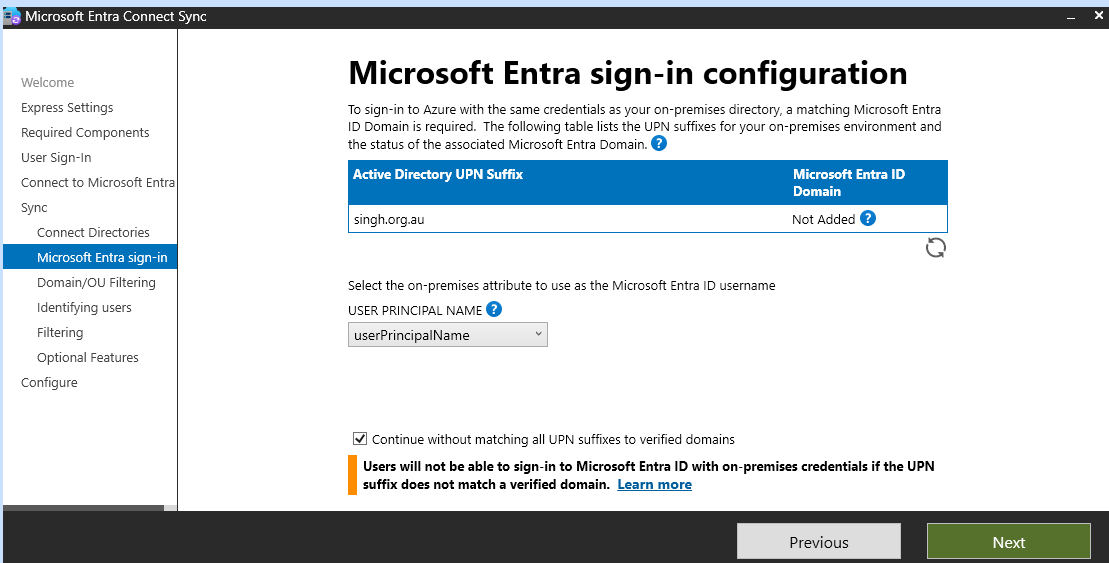 Microsoft Entra Connect Sync
Welcome
Express Settings
Required Components
User Sign-In
Connect to Microsoft Entra
Sync
Connect Directories
Microsoft Entra sign-in
Domain/OU Filtering
Identifying users
Filtering
Optional Features
Configure
Microsoft Entra sign-in configuration
To sign-in to Azure with the same credentials as your on-premises directory, a matching Microsoft Entra
ID Domain is required. The following table lists the UPN suffixes for your on-premises environment and
the status of the associated Microsoft Entra Domain. ?
Active Directory UPN Suffix
Microsoft Entra ID
Domain
singh.org.au
Not Added ?
Select the on-premises attribute to use as the Microsoft Entra ID username
USER PRINCIPAL NAME ?
userPrincipalName
Continue without matching all UPN suffixes to verified domains
Users will not be able to sign-in to Microsoft Entra ID with on-premises credentials if the UPN
suffix does not match a verified domain. Learn more
Previous
Next